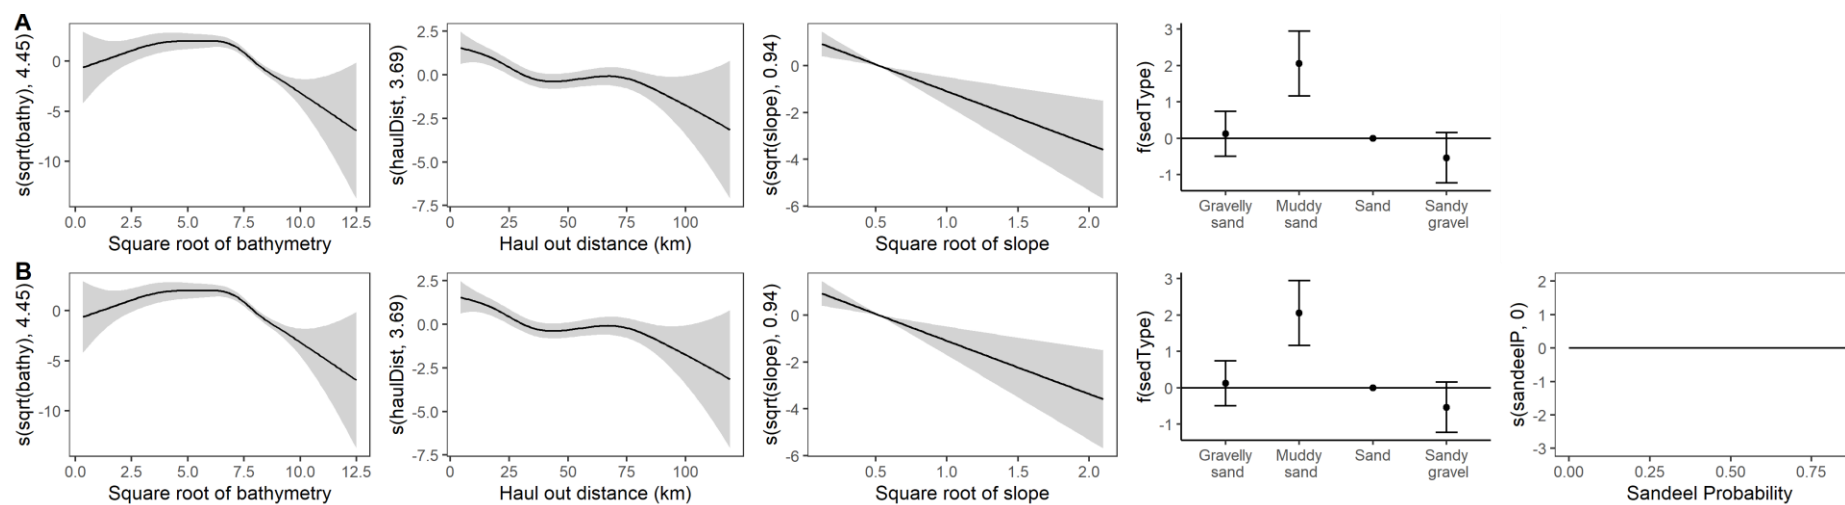 A
s(sqrt(bathy), 4.45)
0
-5
-10
0.0 2.5 5.0 7.5 10.0 12.5
Square root of bathymetry
s(haulDist, 3.69)
2.5
0.0
-2.5
-5.0
-7.5
0 25 50 75 100
Haul out distance (km)
s(sqrt(slope), 0.94)
0
-2
-4
-6
0.5 1.0 1.5 2.0
Square root of slope
f(sedType)
3
2
1
0
-1
Gravelly Muddy Sand Sandy
sand sand gravel
B
s(sqrt(bathy), 4.45)
0
-5
-10
0.0 2.5 5.0 7.5 10.0 12.5
Square root of bathymetry
s(haulDist, 3.69)
2.5
0.0
-2.5
-5.0
-7.5
0 25 50 75 100
Haul out distance (km)
s(sqrt(slope), 0.94)
0
-2
-4
-6
0.5 1.0 1.5 2.0
Square root of slope
f(sedType)
3
2
1
0
-1
Gravelly Muddy Sand Sandy
sand sand gravel
s(sandeelP, 0)
2
1
0
-1
-2
-3
0.00 0.25 0.50 0.75
Sandeel Probability